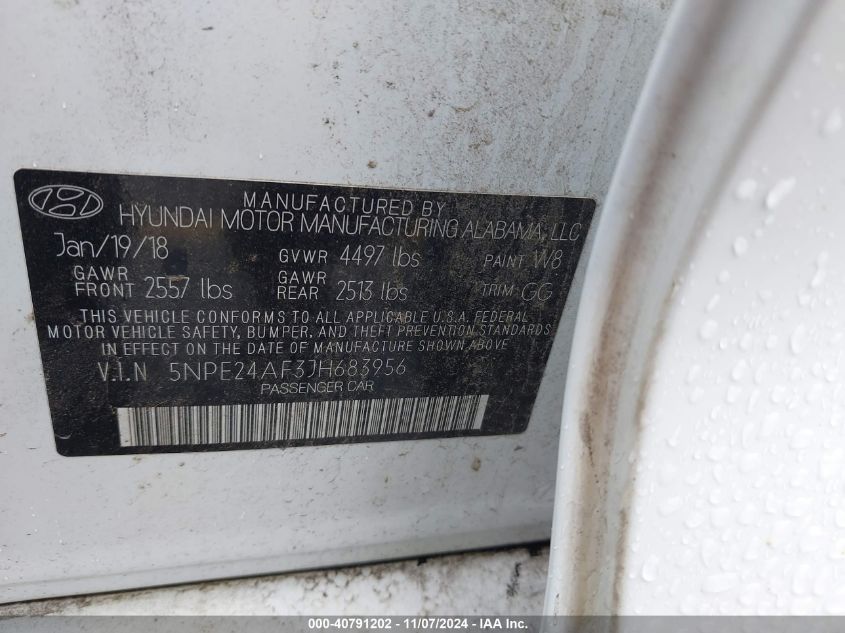 MANUFACTURED BY
HYUNDAI MOTOR MANUFACTURING ALABAMA, LLC
Jan/19/18 GVWR 4497 lbs PAINT W8
GAWR FRONT 2557 lbs GAWR REAR 2513 lbs TRIM GG
THIS VEHICLE CONFORMS TO ALL APPLICABLE U.S.A. FEDERAL
MOTOR VEHICLE SAFETY, BUMPER, AND THEFT PREVENTION STANDARDS
IN EFFECT ON THE DATE OF MANUFACTURE SHOWN ABOVE
V.I.N 5NPE24AF3JH683956
PASSENGER CAR
000-40791202 - 11/07/2024 - IAA Inc.